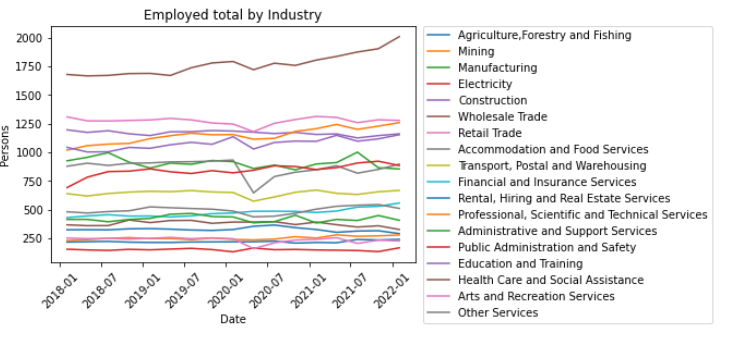 Employed total by Industry
2000
1750
1500
1250
1000
750
500
250
Persons
2018-01
2018-07
2019-01
2019-07
2020-01
2020-07
2021-01
2021-07
2022-01
Date
Agriculture,Forestry and Fishing
Mining
Manufacturing
Electricity
Construction
Wholesale Trade
Retail Trade
Accommodation and Food Services
Transport, Postal and Warehousing
Financial and Insurance Services
Rental, Hiring and Real Estate Services
Professional, Scientific and Technical Services
Administrative and Support Services
Public Administration and Safety
Education and Training
Health Care and Social Assistance
Arts and Recreation Services
Other Services